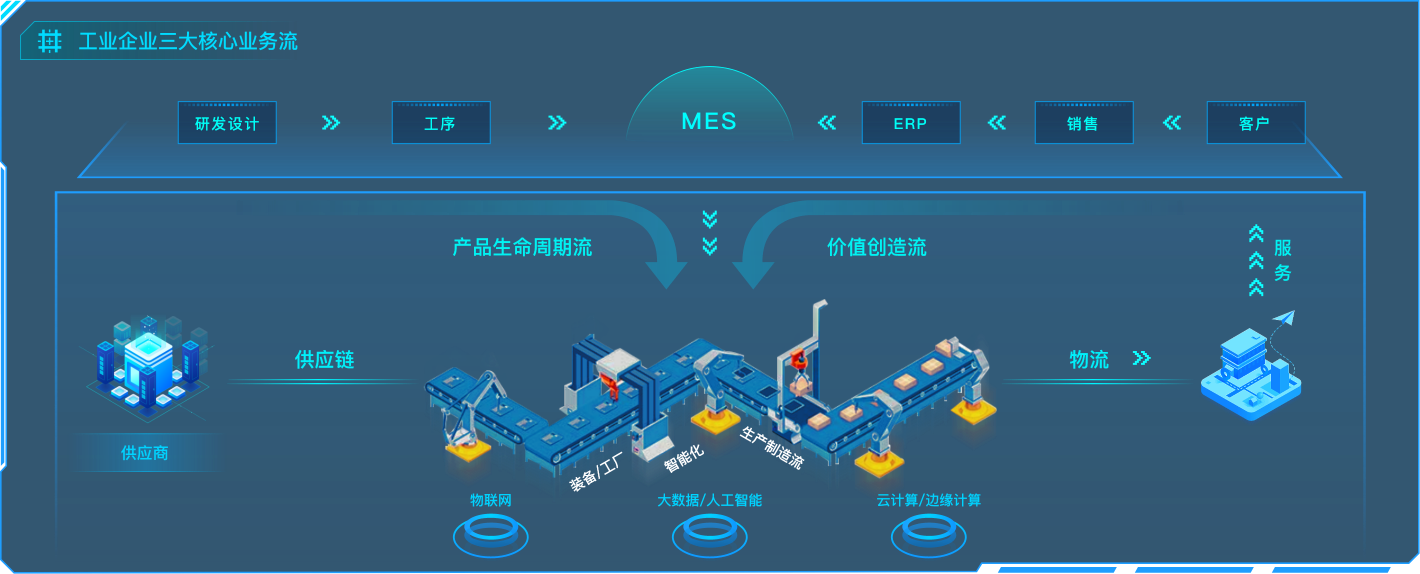 工业企业三大核心业务流
研发设计
工序
MES
ERP
销售
客户
产品生命周期流
价值创造流
服务
供应链
物流
供应商
装备/工厂
智能化
生产制造流
物联网
大数据/人工智能
云计算/边缘计算